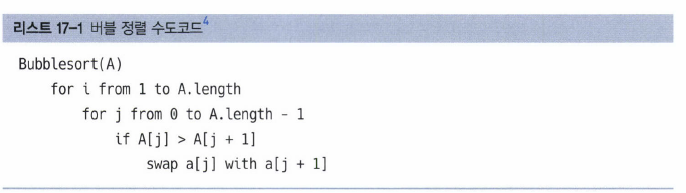 리스트 17-1 버블 정렬 수도코드4
Bubblesort(A)
for i from 1 to A.length
for j from 0 to A.length - 1
if A[j] > A[j + 1]
swap a[j] with a[j + 1]